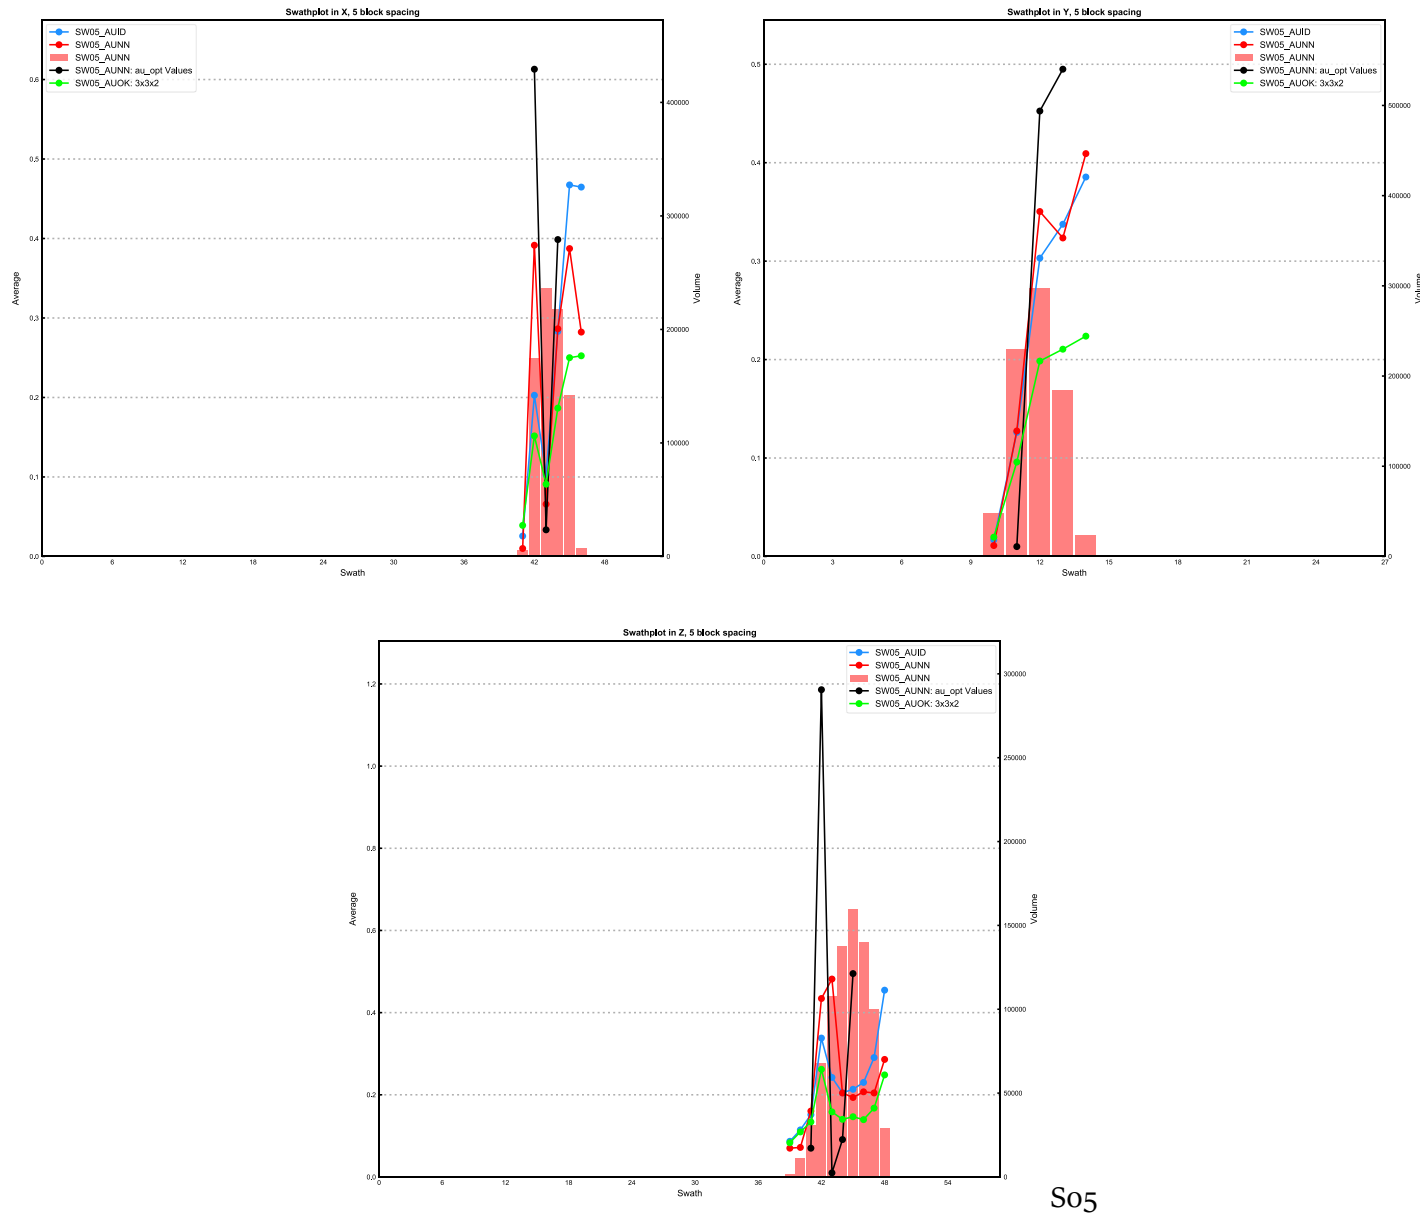 Swathplot in X, 5 block spacing
SW05_AUID
SW05_AUNN
SW05_AUNN
SW05_AUNN: au_opt Values
SW05_AUOK: 3x3x2
0.6
0.5
0.4
0.3
0.2
0.1
0.0
Average
400000
300000
200000
100000
0
Volume
0 6 12 18 24 30 36 42 48
Swath
Swathplot in Y, 5 block spacing
SW05_AUID
SW05_AUNN
SW05_AUNN
SW05_AUNN: au_opt Values
SW05_AUOK: 3x3x2
0.5
0.4
0.3
0.2
0.1
0.0
Average
500000
400000
300000
200000
100000
0
Volume
0 3 6 9 12 15 18 21 24 27
Swath
Swathplot in Z, 5 block spacing
SW05_AUID
SW05_AUNN
SW05_AUNN
SW05_AUNN: au_opt Values
SW05_AUOK: 3x3x2
1.2
1.0
0.8
0.6
0.4
0.2
0.0
Average
300000
250000
200000
150000
100000
50000
0
Volume
0 6 12 18 24 30 36 42 48 54
Swath
S05